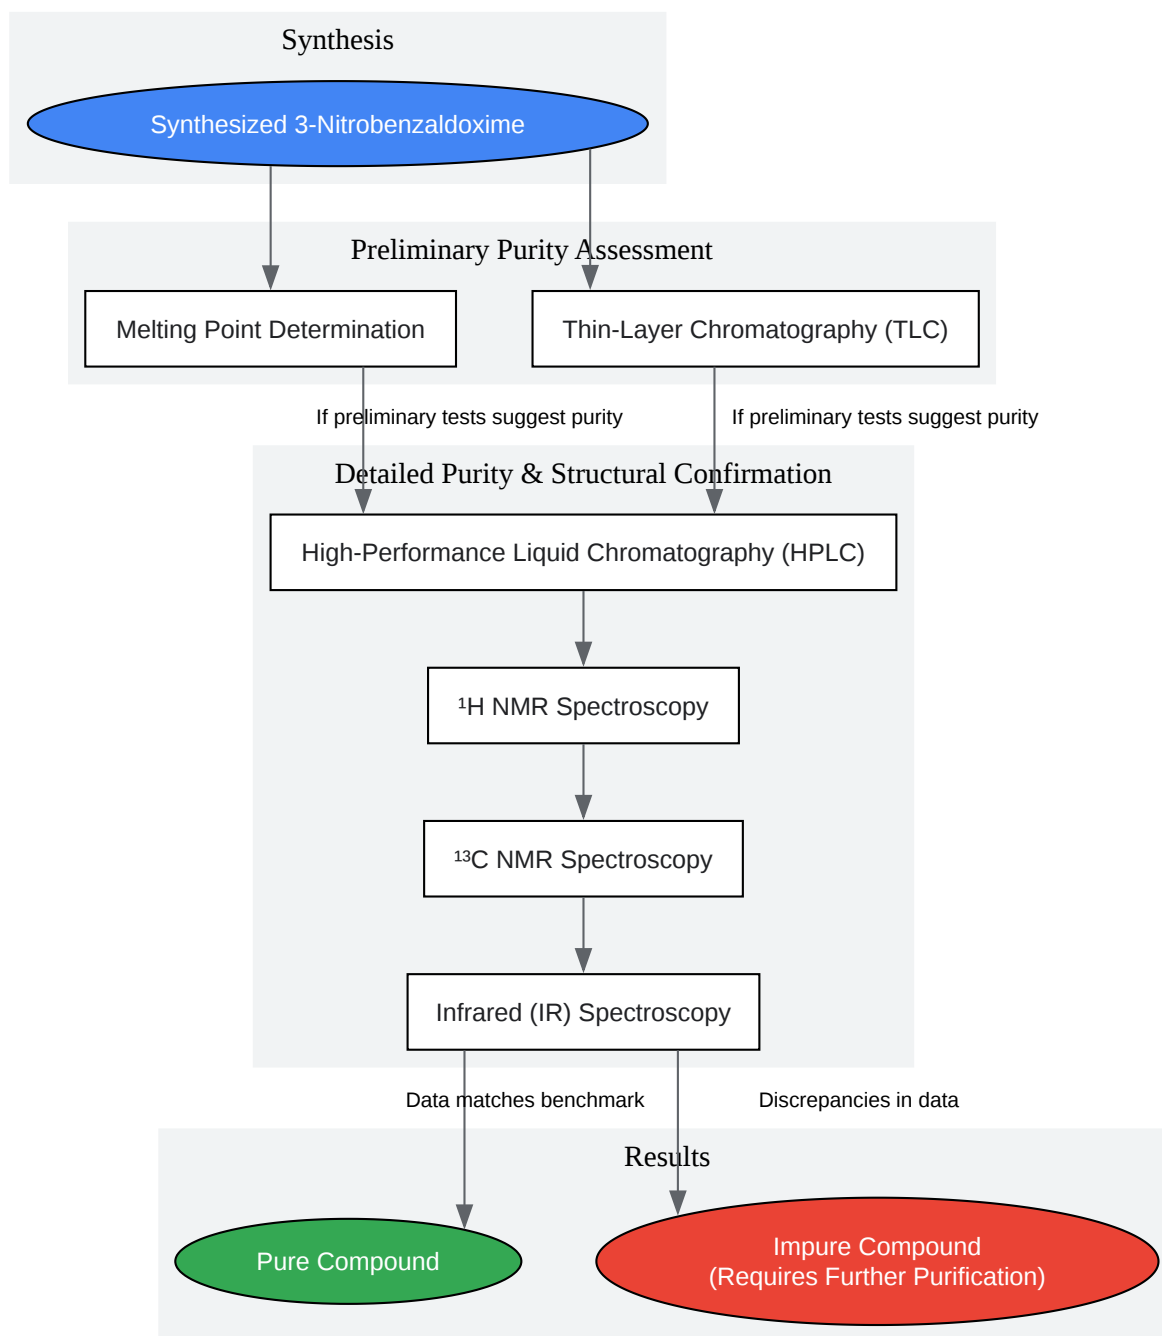 Synthesis
Synthesized 3-Nitrobenzaldoxime
Preliminary Purity Assessment
Melting Point Determination
Thin-Layer Chromatography (TLC)
If preliminary tests suggest purity
If preliminary tests suggest purity
Detailed Purity & Structural Confirmation
High-Performance Liquid Chromatography (HPLC)
¹H NMR Spectroscopy
¹³C NMR Spectroscopy
Infrared (IR) Spectroscopy
Data matches benchmark
Discrepancies in data
Results
Pure Compound
Impure Compound
(Requires Further Purification)